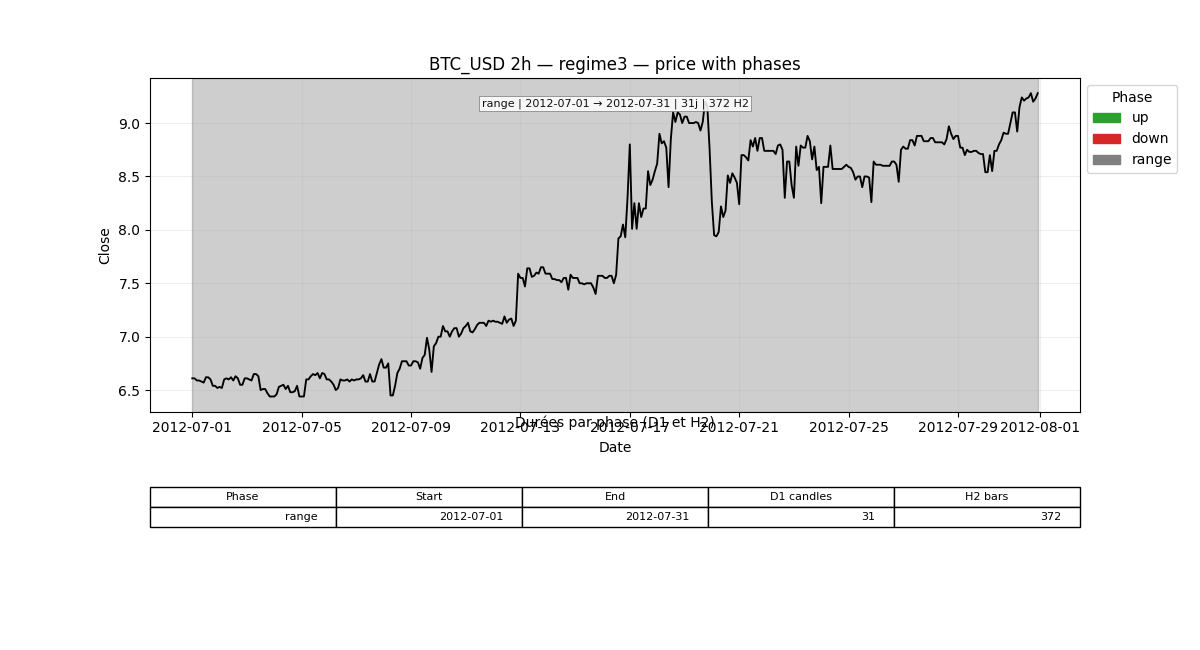 BTC_USD 2h — regime3 — price with phases
range | 2012-07-01 → 2012-07-31 | 31j | 372 H2
Phase
up
down
range
Close
9.0
8.5
8.0
7.5
7.0
6.5
Durées par phase (D1 et H2)
2012-07-01 2012-07-05 2012-07-09 2012-07-13 2012-07-17 2012-07-21 2012-07-25 2012-07-29 2012-08-01
Date
Phase Start End D1 candles H2 bars
range 2012-07-01 2012-07-31 31 372